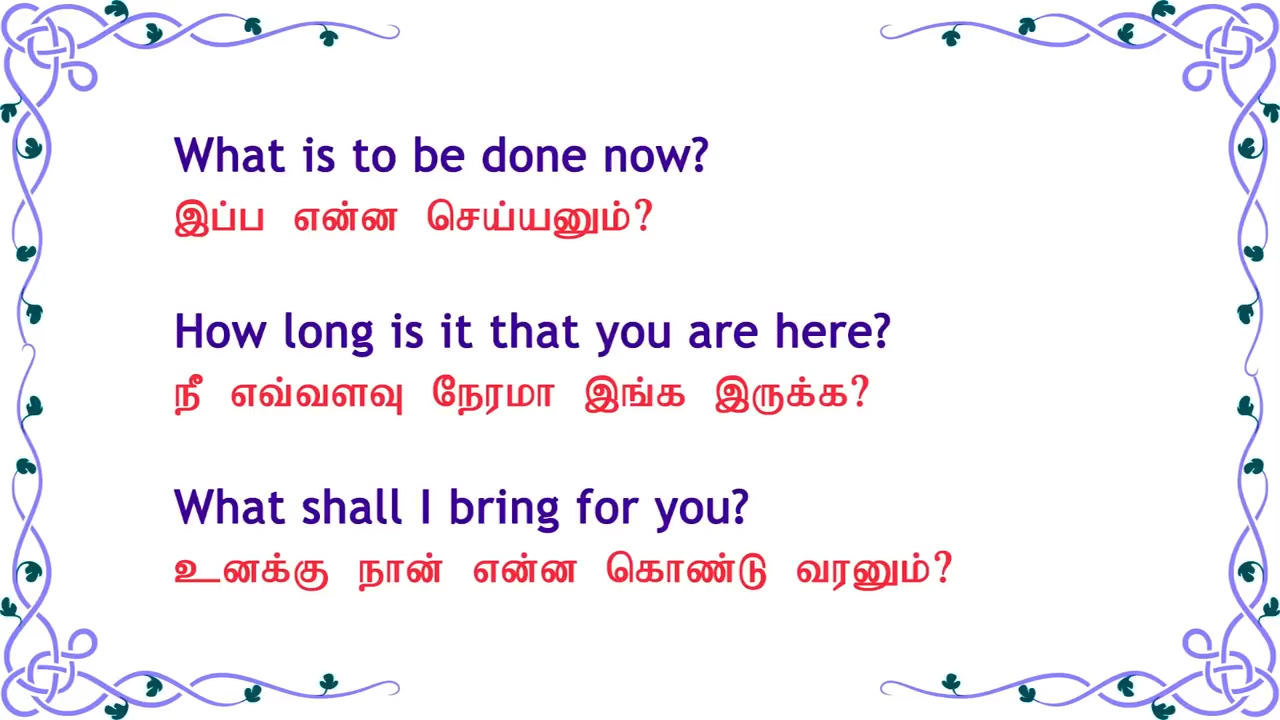 What is to be done now?
இப்ப என்ன செய்யனும்?
How long is it that you are here?
நீ எவ்வளவு நேரமா இங்க இருக்க?
What shall I bring for you?
உனக்கு நான் என்ன கொண்டு வரனும்?